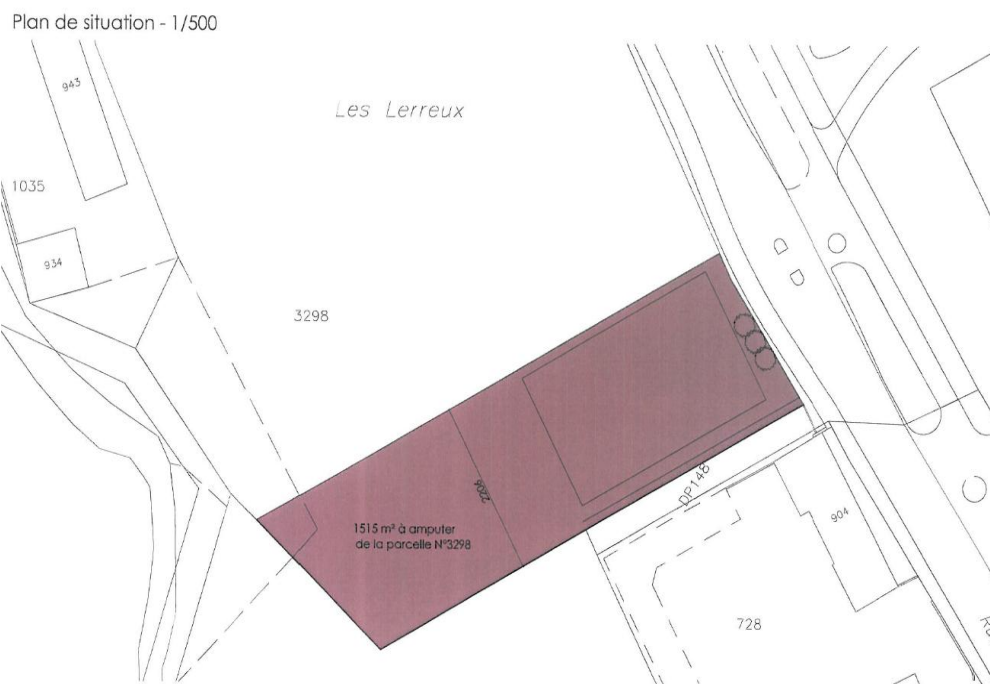 Plan de situation - 1/500
943
Les Lerreux
1035
934
3298
2206
DP148
1515 m² à amputer
de la parcelle N°3298
904
728